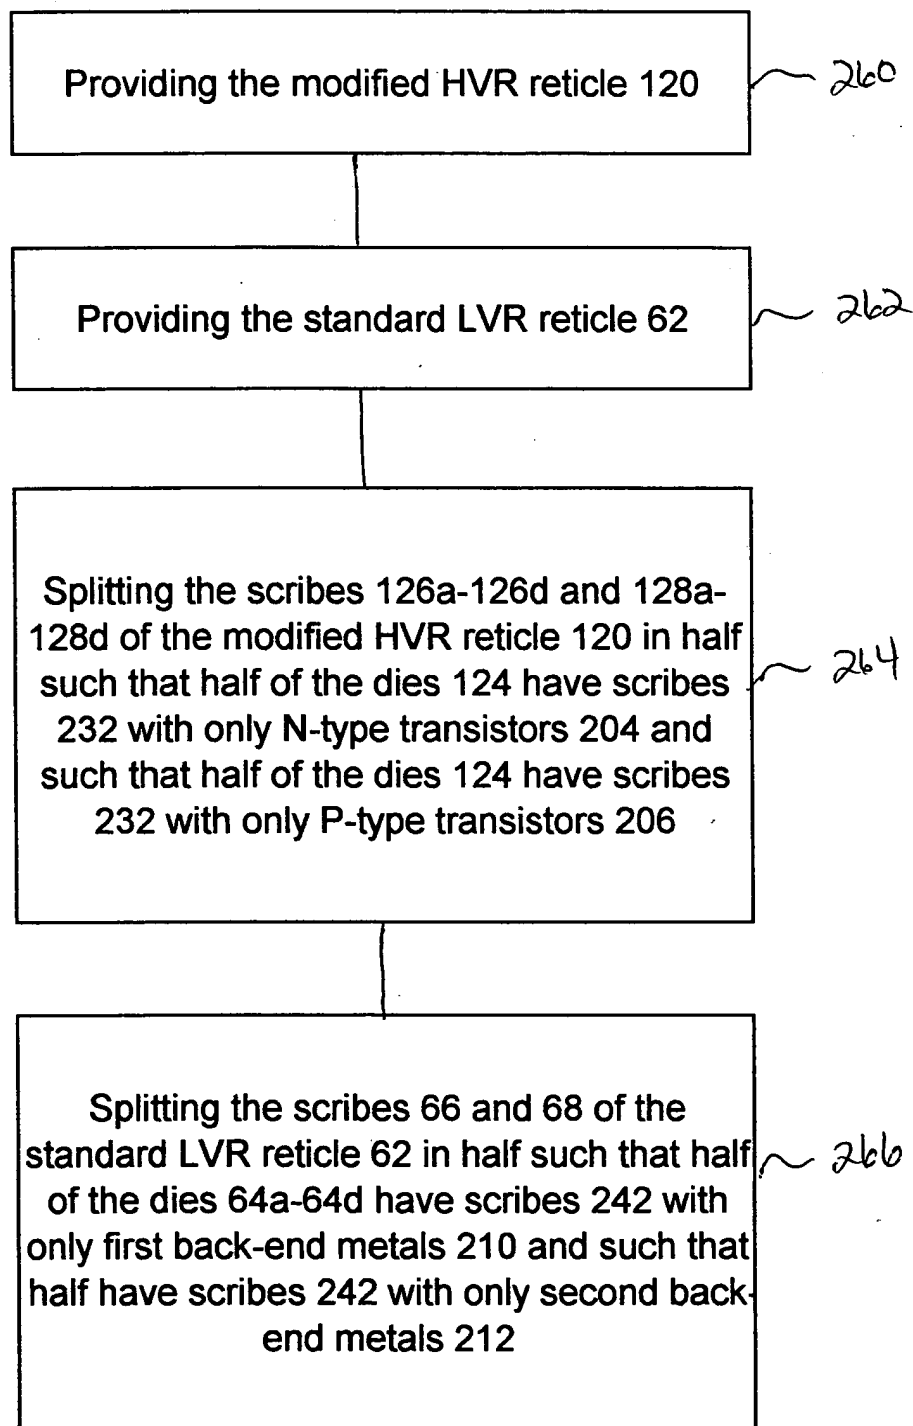 Providing the modified HVR reticle 120
260
Providing the standard LVR reticle 62
262
Splitting the scribes 126a-126d and 128a-
128d of the modified HVR reticle 120 in half
such that half of the dies 124 have scribes
232 with only N-type transistors 204 and
such that half of the dies 124 have scribes
232 with only P-type transistors 206
264
Splitting the scribes 66 and 68 of the
standard LVR reticle 62 in half such that half
of the dies 64a-64d have scribes 242 with
only first back-end metals 210 and such that
half have scribes 242 with only second back-
end metals 212
266